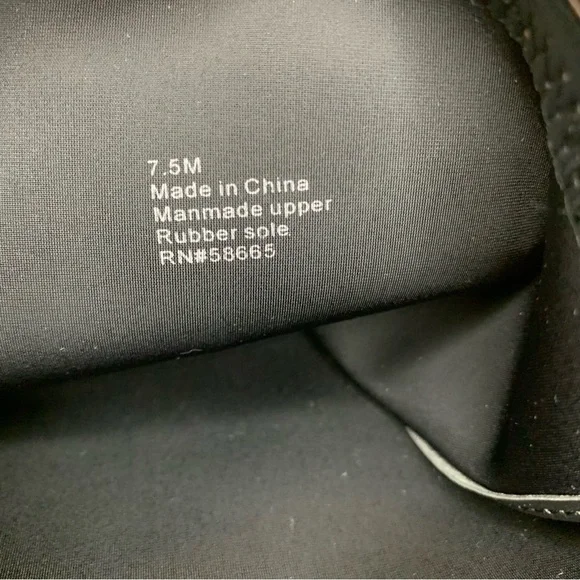 7.5M
Made in China
Manmade upper
Rubber sole
RN#58665